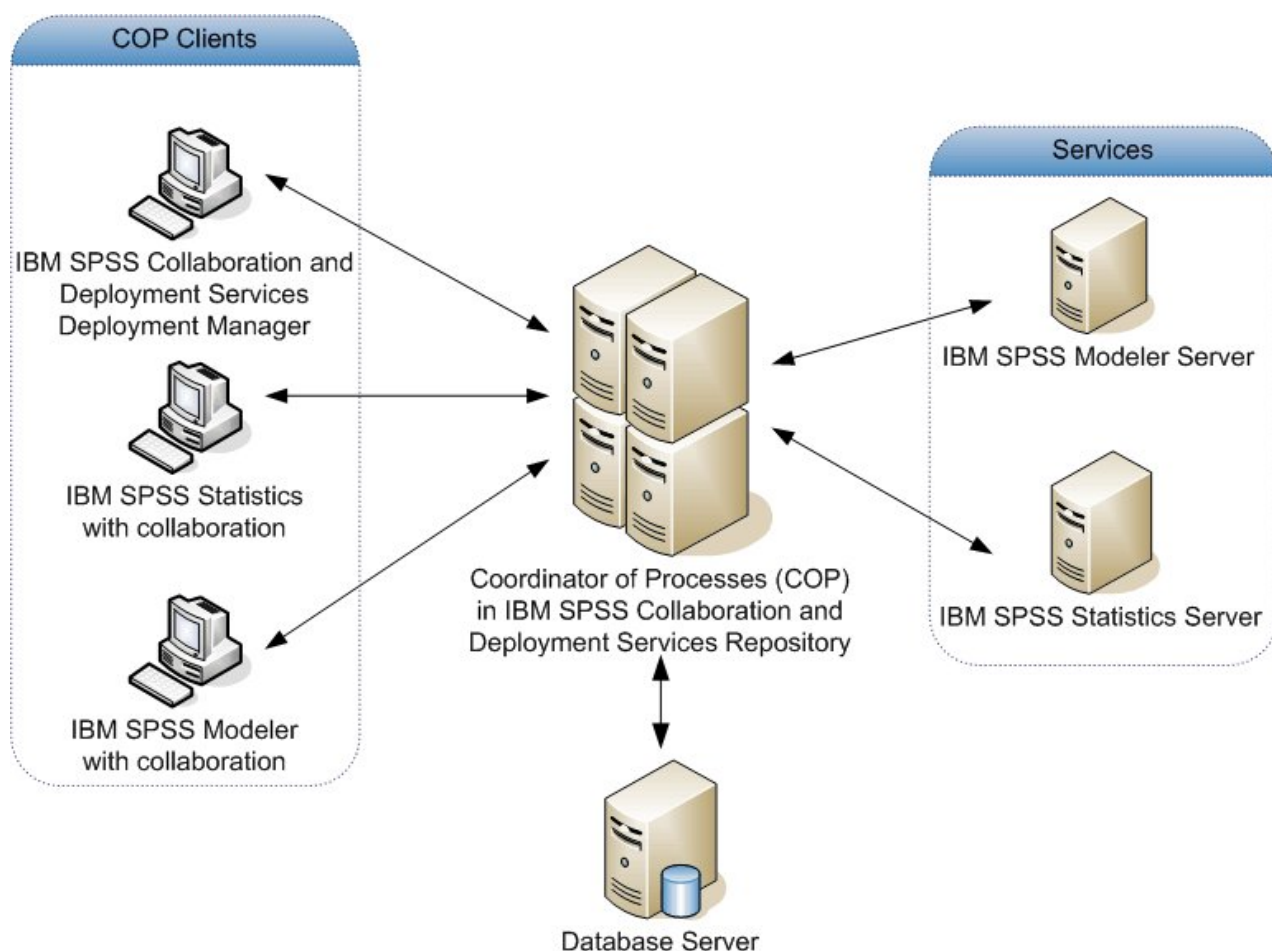 COP Clients
IBM SPSS Collaboration and
Deployment Services
Deployment Manager
IBM SPSS Statistics
with collaboration
IBM SPSS Modeler
with collaboration
Coordinator of Processes (COP)
in IBM SPSS Collaboration and
Deployment Services Repository
Database Server
Services
IBM SPSS Modeler Server
IBM SPSS Statistics Server